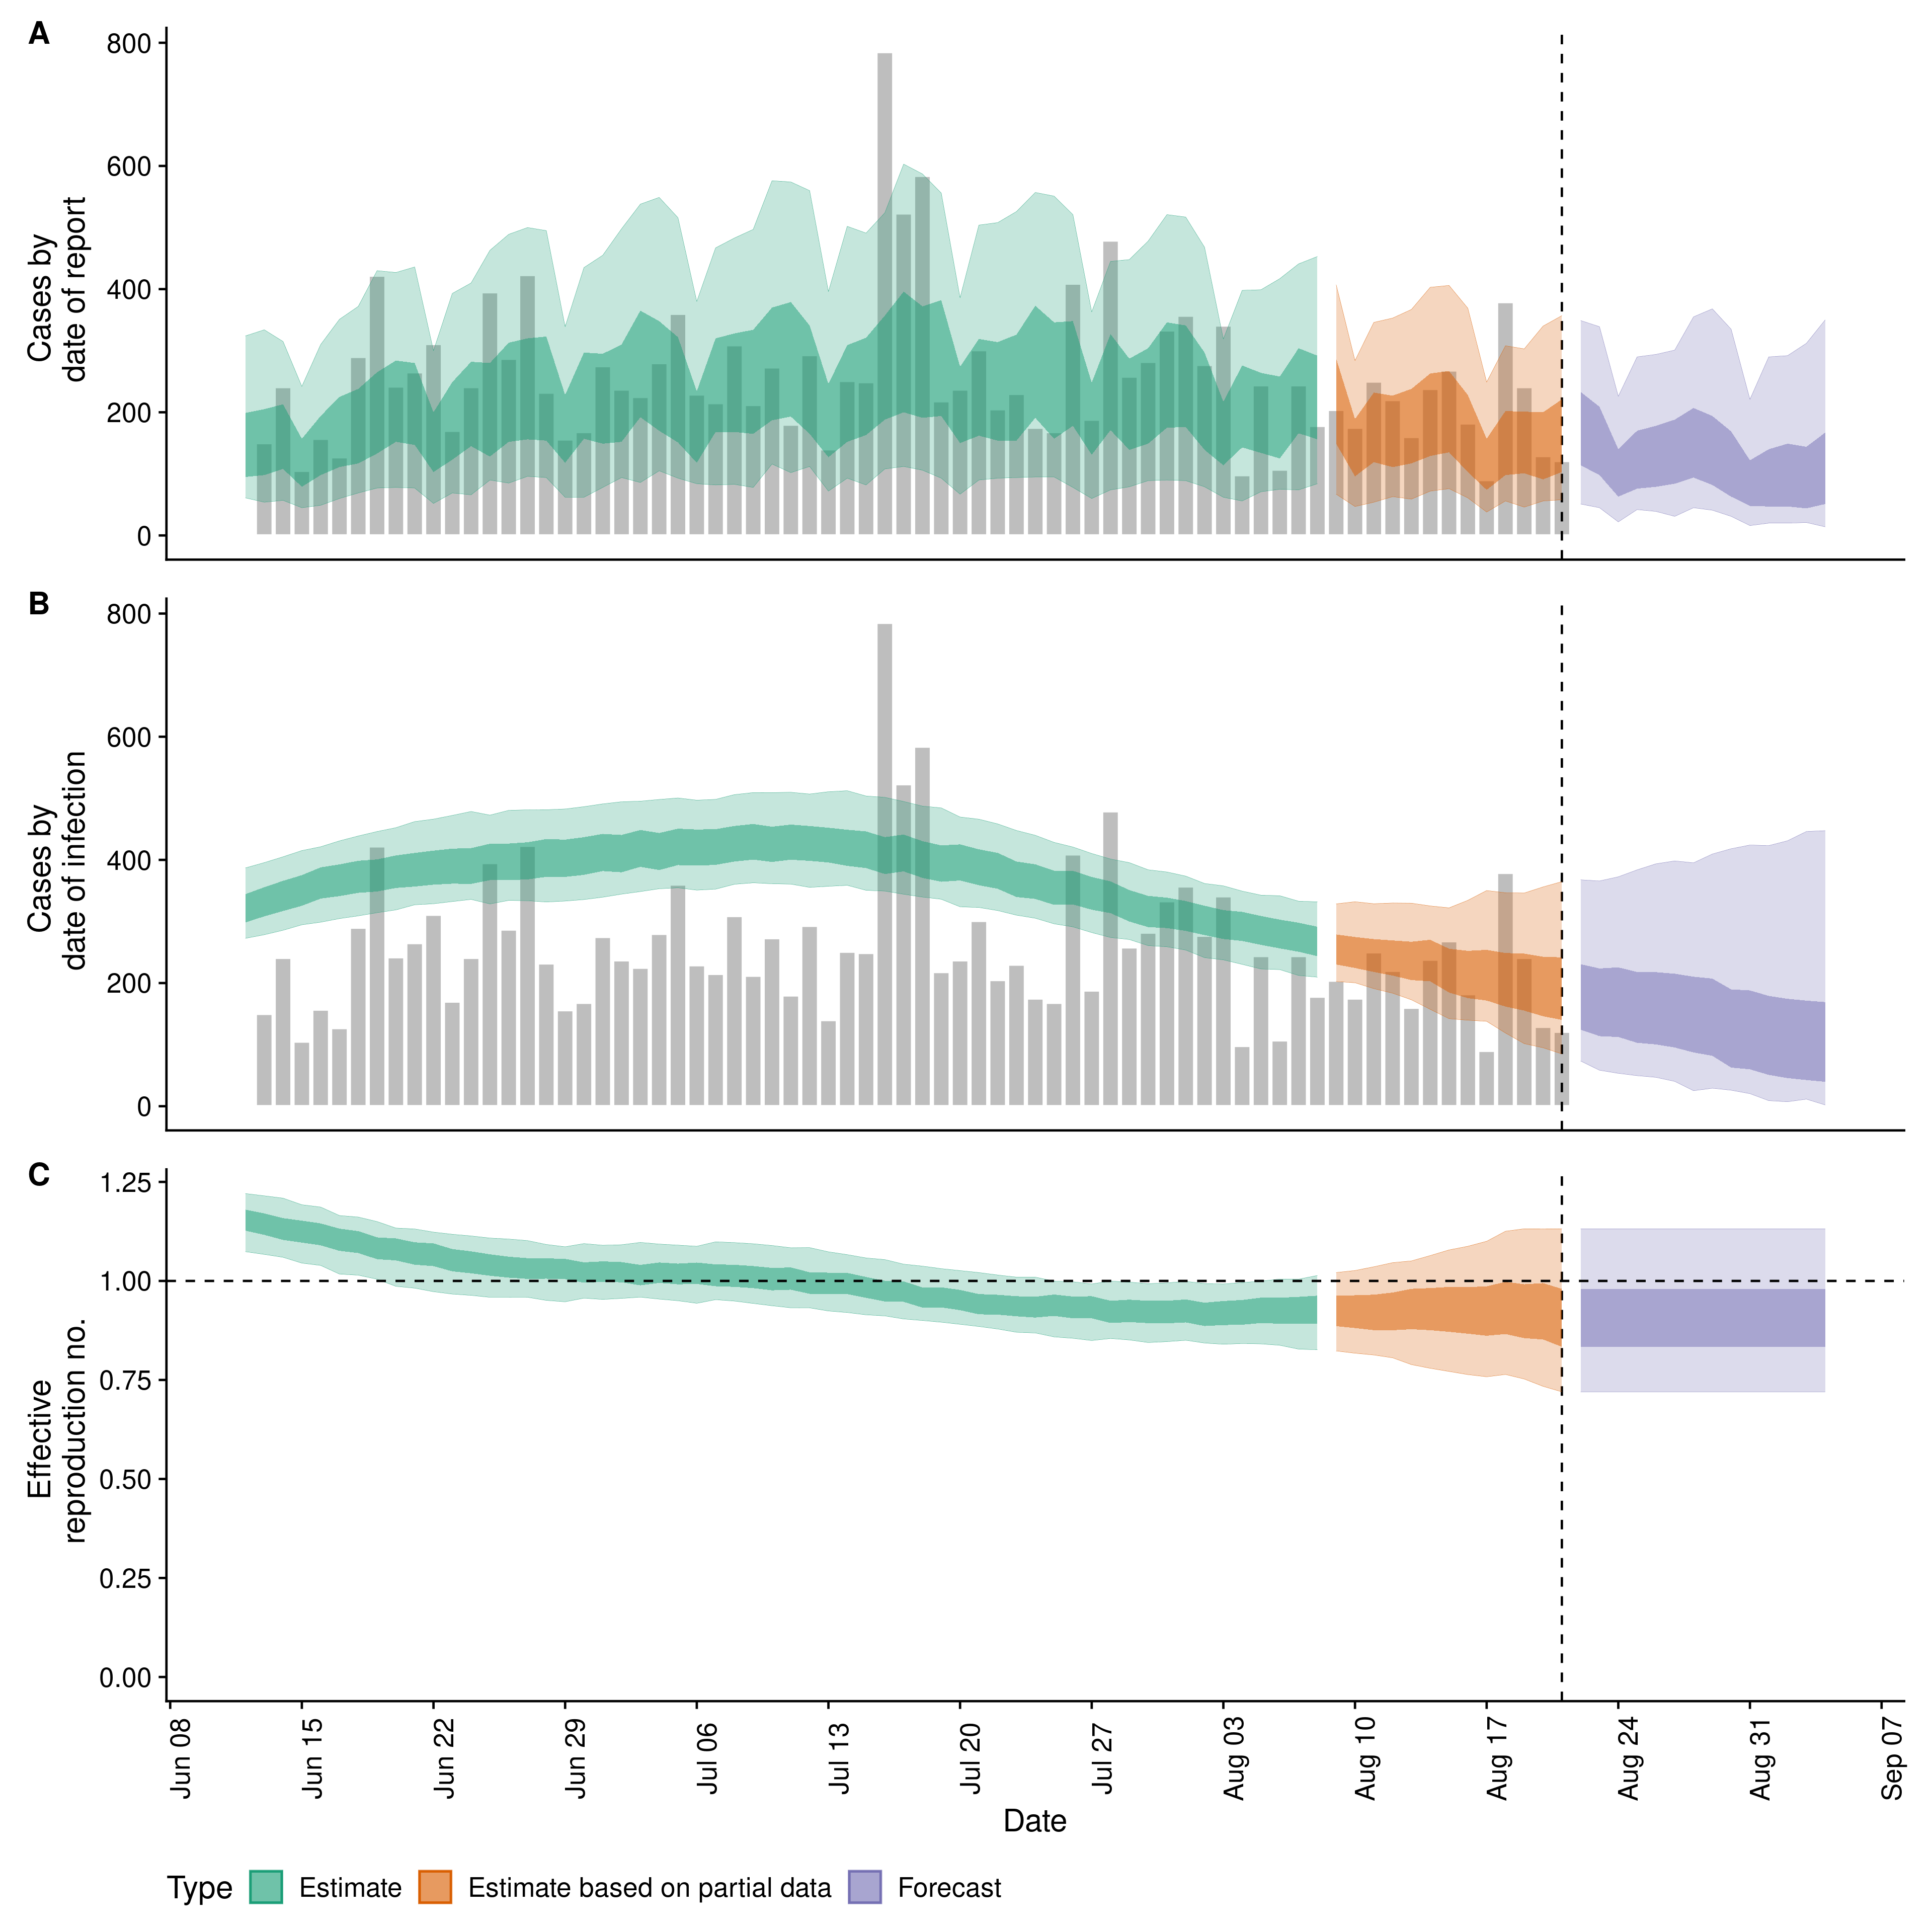 A
800
600
400
200
0
Cases by
date of report
B
800
600
400
200
0
Cases by
date of infection
C
1.25
1.00
0.75
0.50
0.25
0.00
Effective
reproduction no.
Jun 08
Jun 15
Jun 22
Jun 29
Jul 06
Jul 13
Jul 20
Jul 27
Aug 03
Aug 10
Aug 17
Aug 24
Aug 31
Sep 07
Date
Type Estimate Estimate based on partial data Forecast